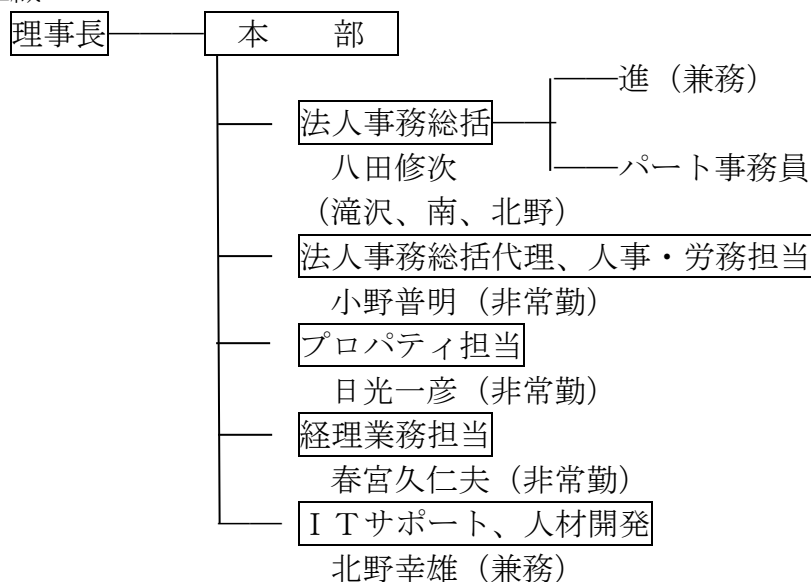 理事長 本 部
進（兼務）
法人事務総括
八田修次 パート事務員
（滝沢、南、北野）
法人事務総括代理、人事・労務担当
小野普明（非常勤）
プロパティ担当
日光一彦（非常勤）
経理業務担当
春宮久仁夫（非常勤）
ＩＴサポート、人材開発
北野幸雄（兼務）